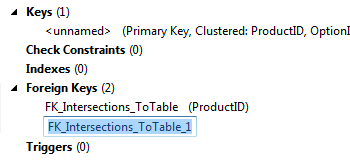 Keys (1)
<unnamed> (Primary Key, Clustered: ProductID, OptionI
Check Constraints (0)
Indexes (0)
Foreign Keys (2)
FK_Intersections_ToTable (ProductID)
FK_Intersections_ToTable_1
Triggers (0)